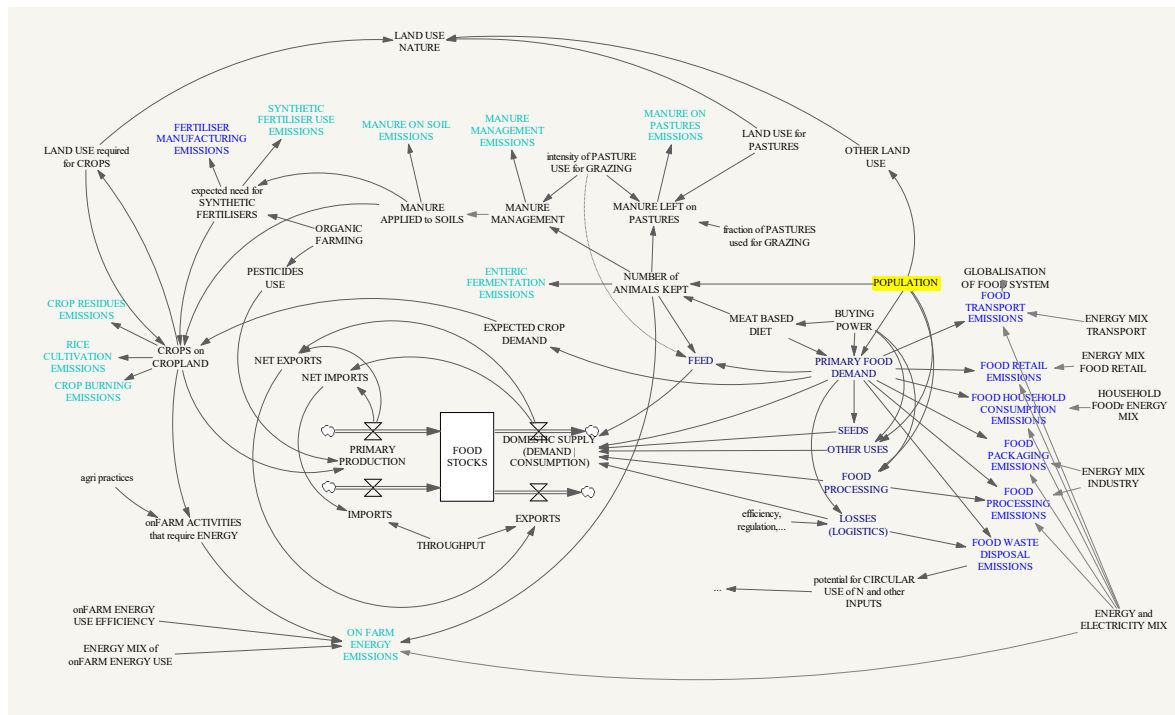 LAND USE
NATURE
SYNTHETIC
FERTILISER USE
EMISSIONS
FERTILISER
MANUFACTURING
EMISSIONS
MANURE ON SOIL
EMISSIONS
MANURE
MANAGEMENT
EMISSIONS
MANURE ON
PASTURES
EMISSIONS
LAND USE for
PASTURES
LAND USE required
for CROPS
OTHER LAND
USE
intensity of PASTURE
USE for GRAZING
expected need for
SYNTHETIC
FERTILISERS
MANURE
APPLIED to SOILS
MANURE
MANAGEMENT
MANURE LEFT on
PASTURES
ORGANIC
FARMING
fraction of PASTURES
used for GRAZING
PESTICIDES
USE
ENTERIC
FERMENTATION
EMISSIONS
NUMBER of
ANIMALS KEPT
POPULATION
GLOBALISATION
OF FOOD SYSTEM
FOOD
TRANSPORT
EMISSIONS
CROP RESIDUES
EMISSIONS
EXPECTED CROP
DEMAND
MEAT BASED
DIET
BUYING
POWER
ENERGY MIX
TRANSPORT
RICE
CULTIVATION
EMISSIONS
CROPS on
CROPLAND
NET EXPORTS
NET IMPORTS
FEED
PRIMARY FOOD
DEMAND
FOOD RETAIL
EMISSIONS
ENERGY MIX
FOOD RETAIL
CROP BURNING
EMISSIONS
FOOD HOUSEHOLD
CONSUMPTION
EMISSIONS
HOUSEHOLD
FOODr ENERGY
MIX
SEEDS
PRIMARY
PRODUCTION
FOOD
STOCKS
DOMESTIC SUPPLY
(DEMAND |
CONSUMPTION)
OTHER USES
FOOD
PACKAGING
EMISSIONS
FOOD
PROCESSING
ENERGY MIX
INDUSTRY
agri practices
FOOD
PROCESSING
EMISSIONS
IMPORTS
EXPORTS
efficiency,
regulation,...
LOSSES
(LOGISTICS)
onFARM ACTIVITIES
that require ENERGY
THROUGHPUT
FOOD WASTE
DISPOSAL
EMISSIONS
...
potential for CIRCULAR
USE of N and other
INPUTS
onFARM ENERGY
USE EFFICIENCY
ENERGY and
ELECTRICITY MIX
ON FARM
ENERGY
EMISSIONS
ENERGY MIX of
onFARM ENERGY USE